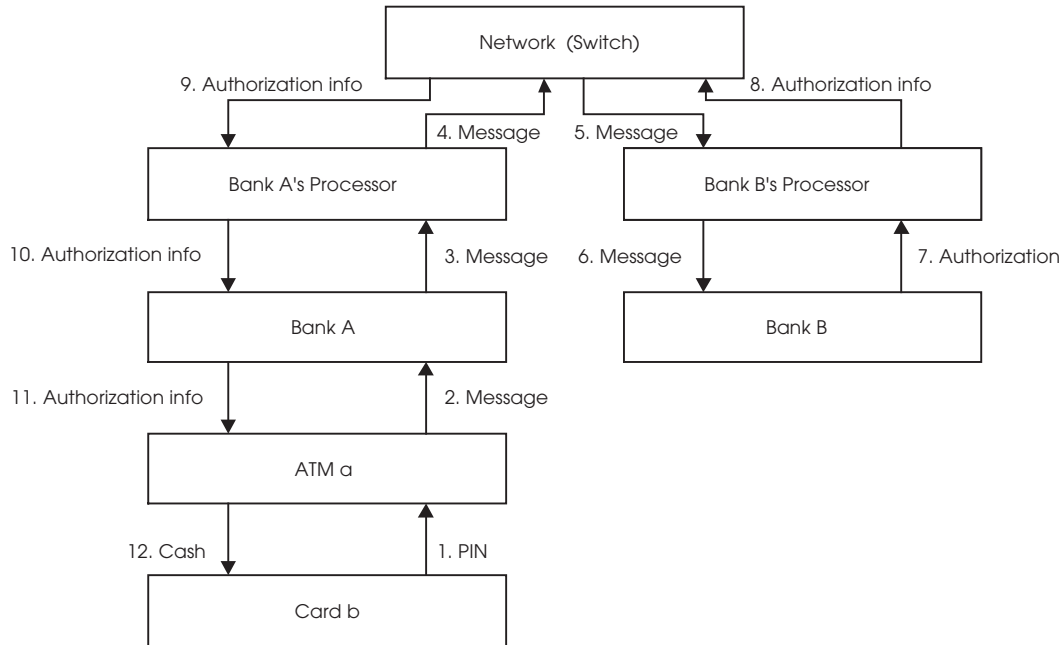 Network (Switch)
9. Authorization info
8. Authorization info
4. Message
5. Message
Bank A's Processor
Bank B's Processor
10. Authorization info
3. Message
6. Message
7. Authorization
Bank A
Bank B
11. Authorization info
2. Message
ATM a
12. Cash
1. PIN
Card b